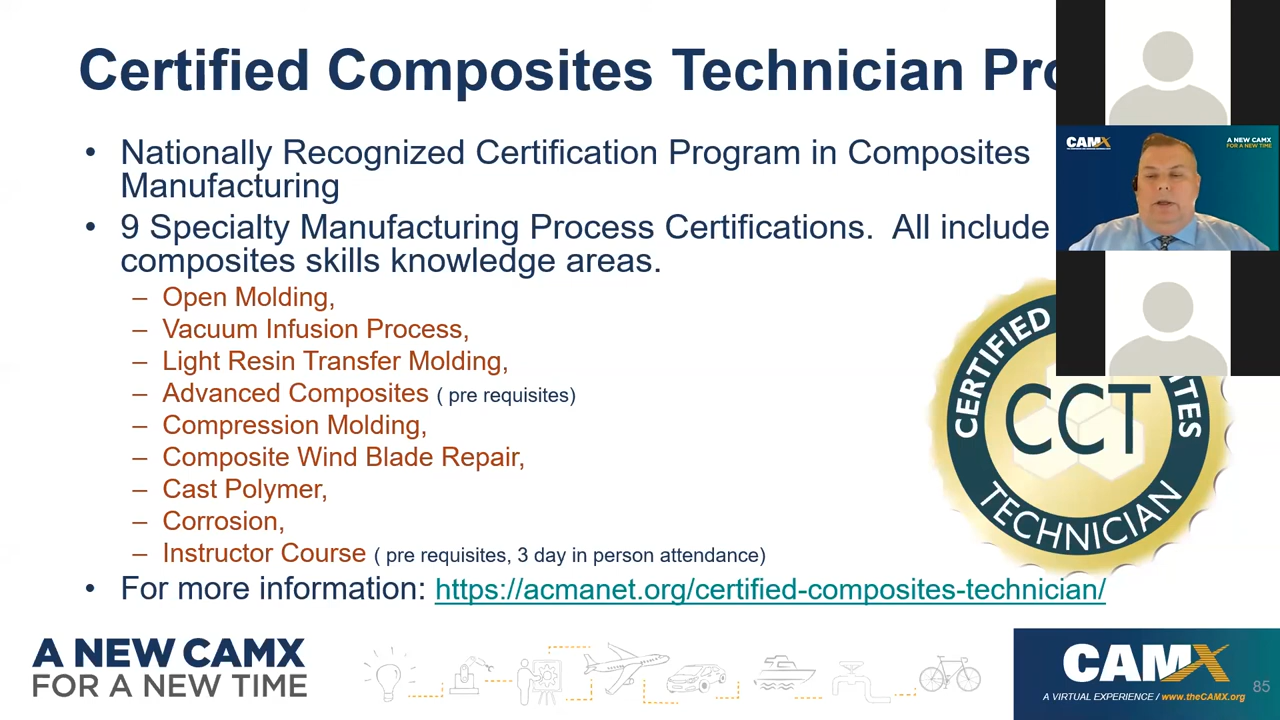 Certified Composites Technician
• Nationally Recognized Certification Program in Composites
Manufacturing
• 9 Specialty Manufacturing Process Certifications. All include
composites skills knowledge areas.
– Open Molding,
– Vacuum Infusion Process,
– Light Resin Transfer Molding,
– Advanced Composites ( pre requisites)
– Compression Molding,
– Composite Wind Blade Repair,
– Cast Polymer,
– Corrosion,
– Instructor Course ( pre requisites, 3 day in person attendance)
• For more information: https://acmanet.org/certified-composites-technician/
CAMX
A NEW CAMX
FOR A NEW TIME
CERTIFIED
CCT
TECHNICIAN
A NEW CAMX
FOR A NEW TIME
CAMX
A VIRTUAL EXPERIENCE / www.theCAMX.org
85